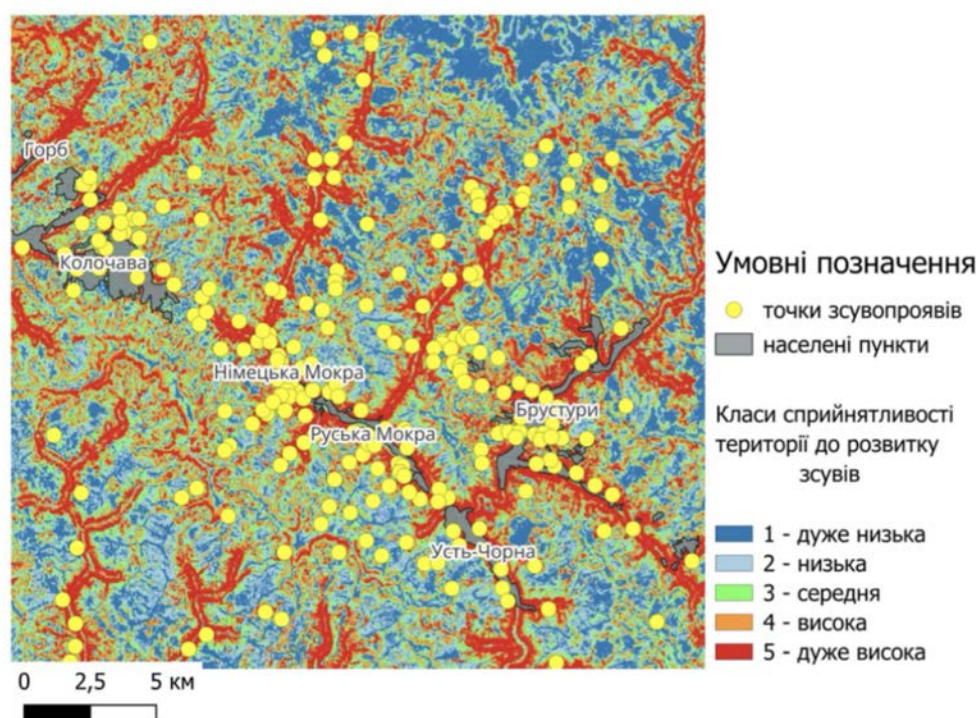 Горб
Колочава
Німецька Мокра
Руська Мокра
Брустури
Усть-Чорна
Умовні позначення
точки зсувопроявів
населені пункти
Класи сприйнятливості
території до розвитку
зсувів
1 - дуже низька
2 - низька
3 - середня
4 - висока
5 - дуже висока
0 2,5 5 км